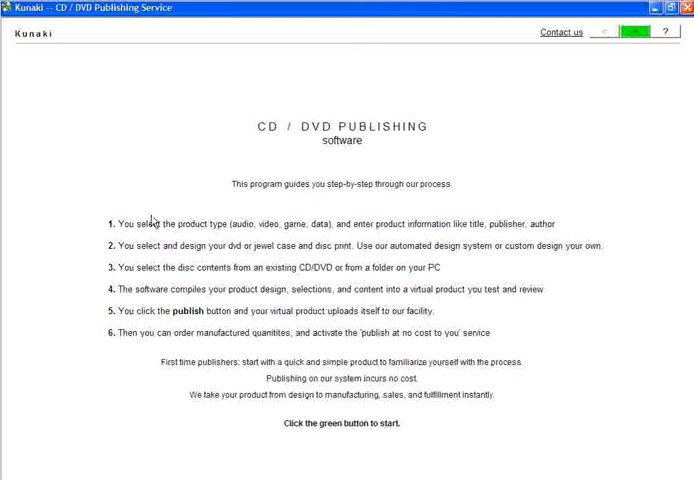 Kunaki -- CD / DVD Publishing Service
Kunaki
Contact us
< > ?
CD / DVD PUBLISHING
software
This program guides you step-by-step through our process.
1. You select the product type (audio, video, game, data), and enter product information like title, publisher, author
2. You select and design your dvd or jewel case and disc print. Use our automated design system or custom design your own.
3. You select the disc contents from an existing CD/DVD or from a folder on your PC
4. The software compiles your product design, selections, and content into a virtual product you test and review.
5. You click the publish button and your virtual product uploads itself to our facility.
6. Then you can order manufactured quanitites, and activate the 'publish at no cost to you' service
First time publishers: start with a quick and simple product to familiarize yourself with the process.
Publishing on our system incurs no cost.
We take your product from design to manufacturing, sales, and fulfillment instantly.
Click the green button to start.